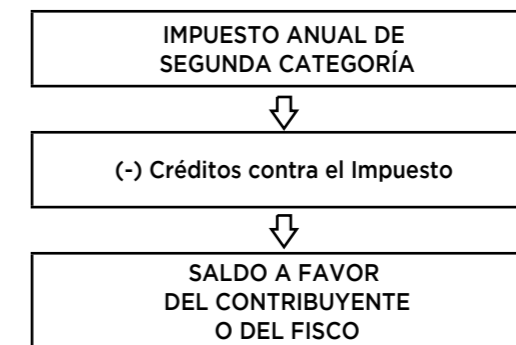 IMPUESTO ANUAL DE
SEGUNDA CATEGORÍA
(-) Créditos contra el Impuesto
SALDO A FAVOR
DEL CONTRIBUYENTE
O DEL FISCO